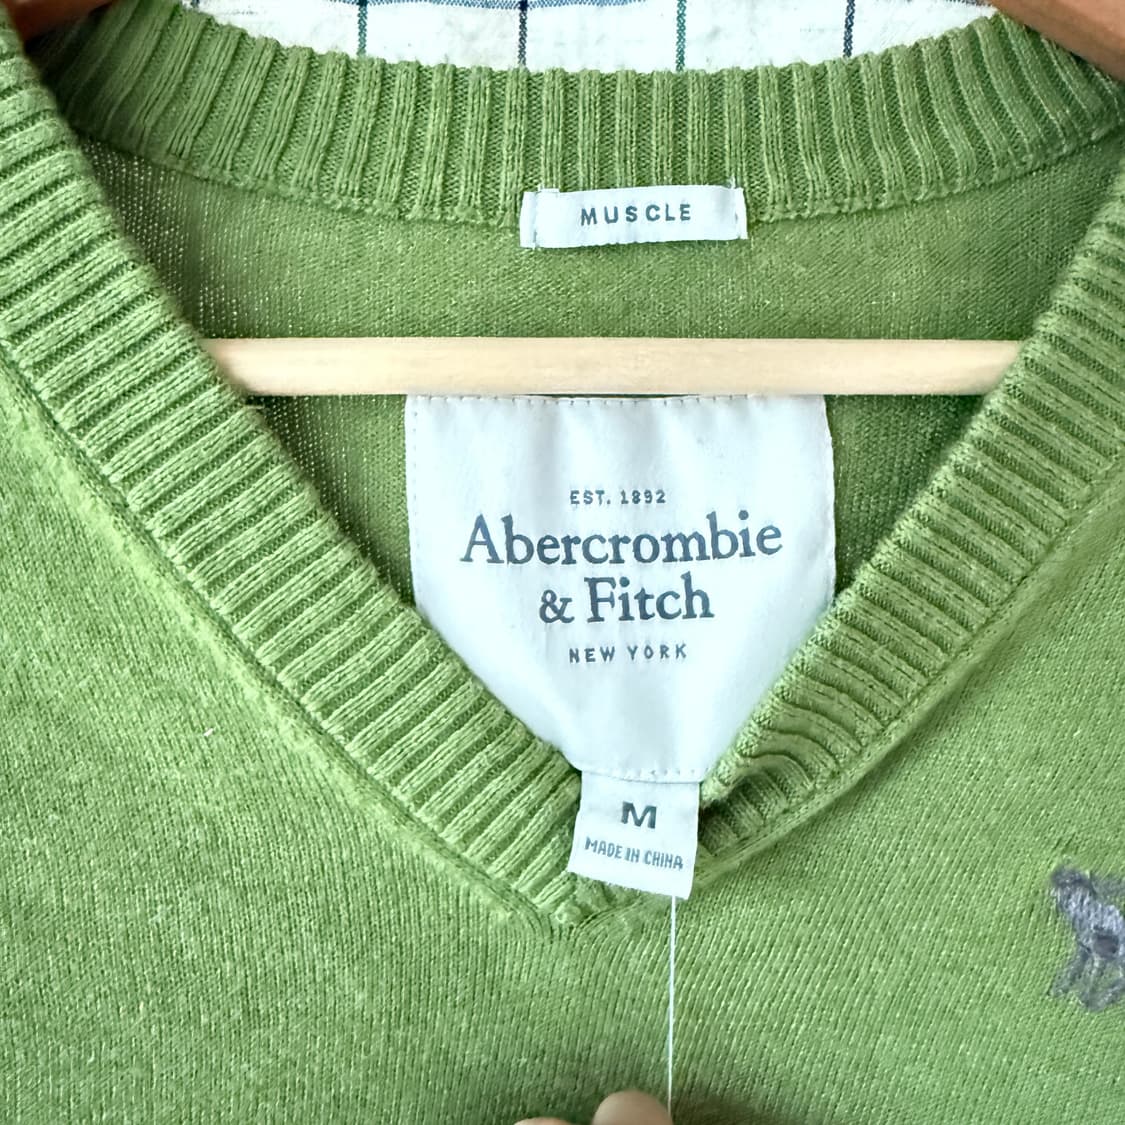 MUSCLE
EST. 1892
Abercrombie
& Fitch
NEW YORK
M
MADE IN CHINA